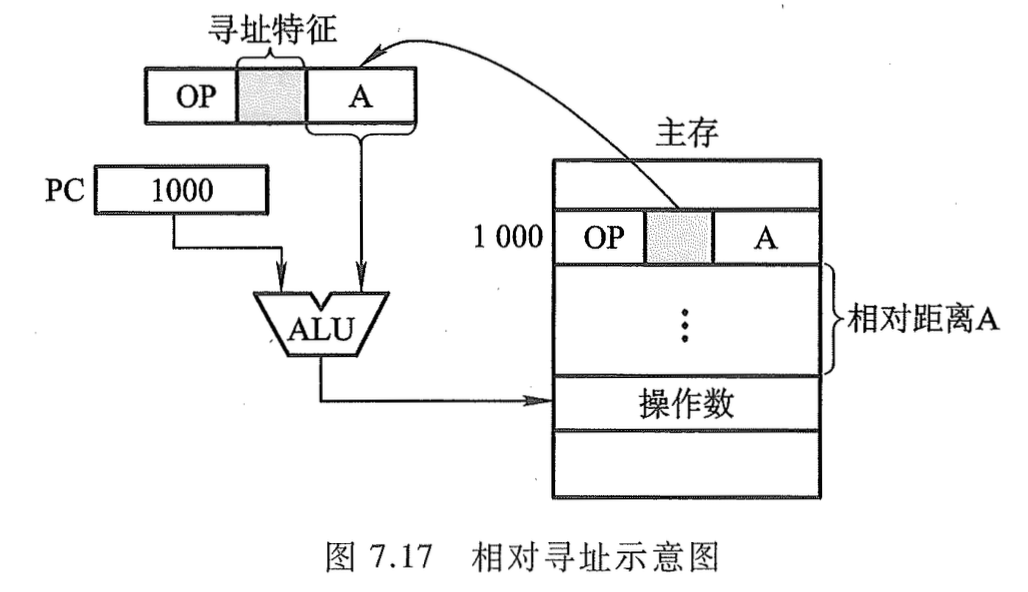 寻址特征
OP A
主存
PC 1000
1 000 OP A
ALU
相对距离A
操作数
图 7.17 相对寻址示意图